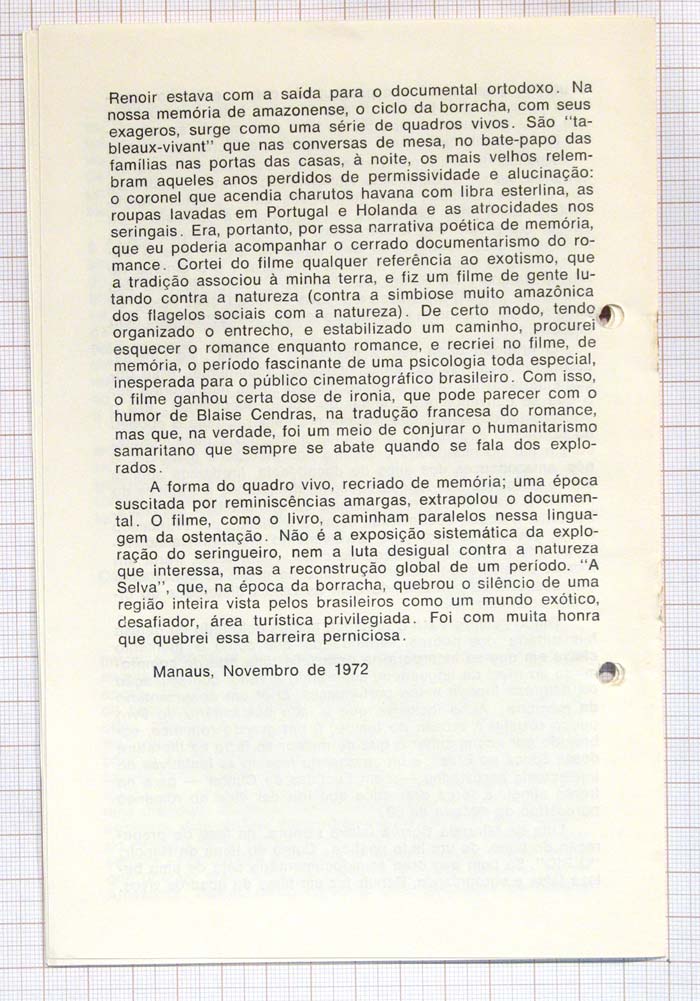 Renoir estava com a saída para o documental ortodoxo. Na
nossa memória de amazonense, o ciclo da borracha, com seus
exageros, surge como uma série de quadros vivos. São "ta-
bleaux-vivant" que nas conversas de mesa, no bate-papo das
famílias nas portas das casas, à noite, os mais velhos relem-
bram aqueles anos perdidos de permissividade e alucinação:
o coronel que acendia charutos havana com libra esterlina, as
roupas lavadas em Portugal e Holanda e as atrocidades nos
seringais. Era, portanto, por essa narrativa poética de memória,
que eu poderia acompanhar o cerrado documentarismo do ro-
mance. Cortei do filme qualquer referência ao exotismo, que
a tradição associou à minha terra, e fiz um filme de gente lu-
tando contra a natureza (contra a simbiose muito amazônica
dos flagelos sociais com a natureza). De certo modo, tendo
organizado o entrecho, e estabilizado um caminho, procurei
esquecer o romance enquanto romance, e recriei no filme, de
memória, o período fascinante de uma psicologia toda especial,
inesperada para o público cinematográfico brasileiro. Com isso,
o filme ganhou certa dose de ironia, que pode parecer com o
humor de Blaise Cendras, na tradução francesa do romance,
mas que, na verdade, foi um meio de conjurar o humanitarismo
samaritano que sempre se abate quando se fala dos explo-
rados.
A forma do quadro vivo, recriado de memória; uma época
suscitada por reminiscências amargas, extrapolou o documen-
tal. O filme, como o livro, caminham paralelos nessa lingua-
gem da ostentação. Não é a exposição sistemática da explo-
ração do seringueiro, nem a luta desigual contra a natureza
que interessa, mas a reconstrução global de um período. "A
Selva", que, na época da borracha, quebrou o silêncio de uma
região inteira vista pelos brasileiros como um mundo exótico,
desafiador, área turística privilegiada. Foi com muita honra
que quebrei essa barreira perniciosa.
Manaus, Novembro de 1972